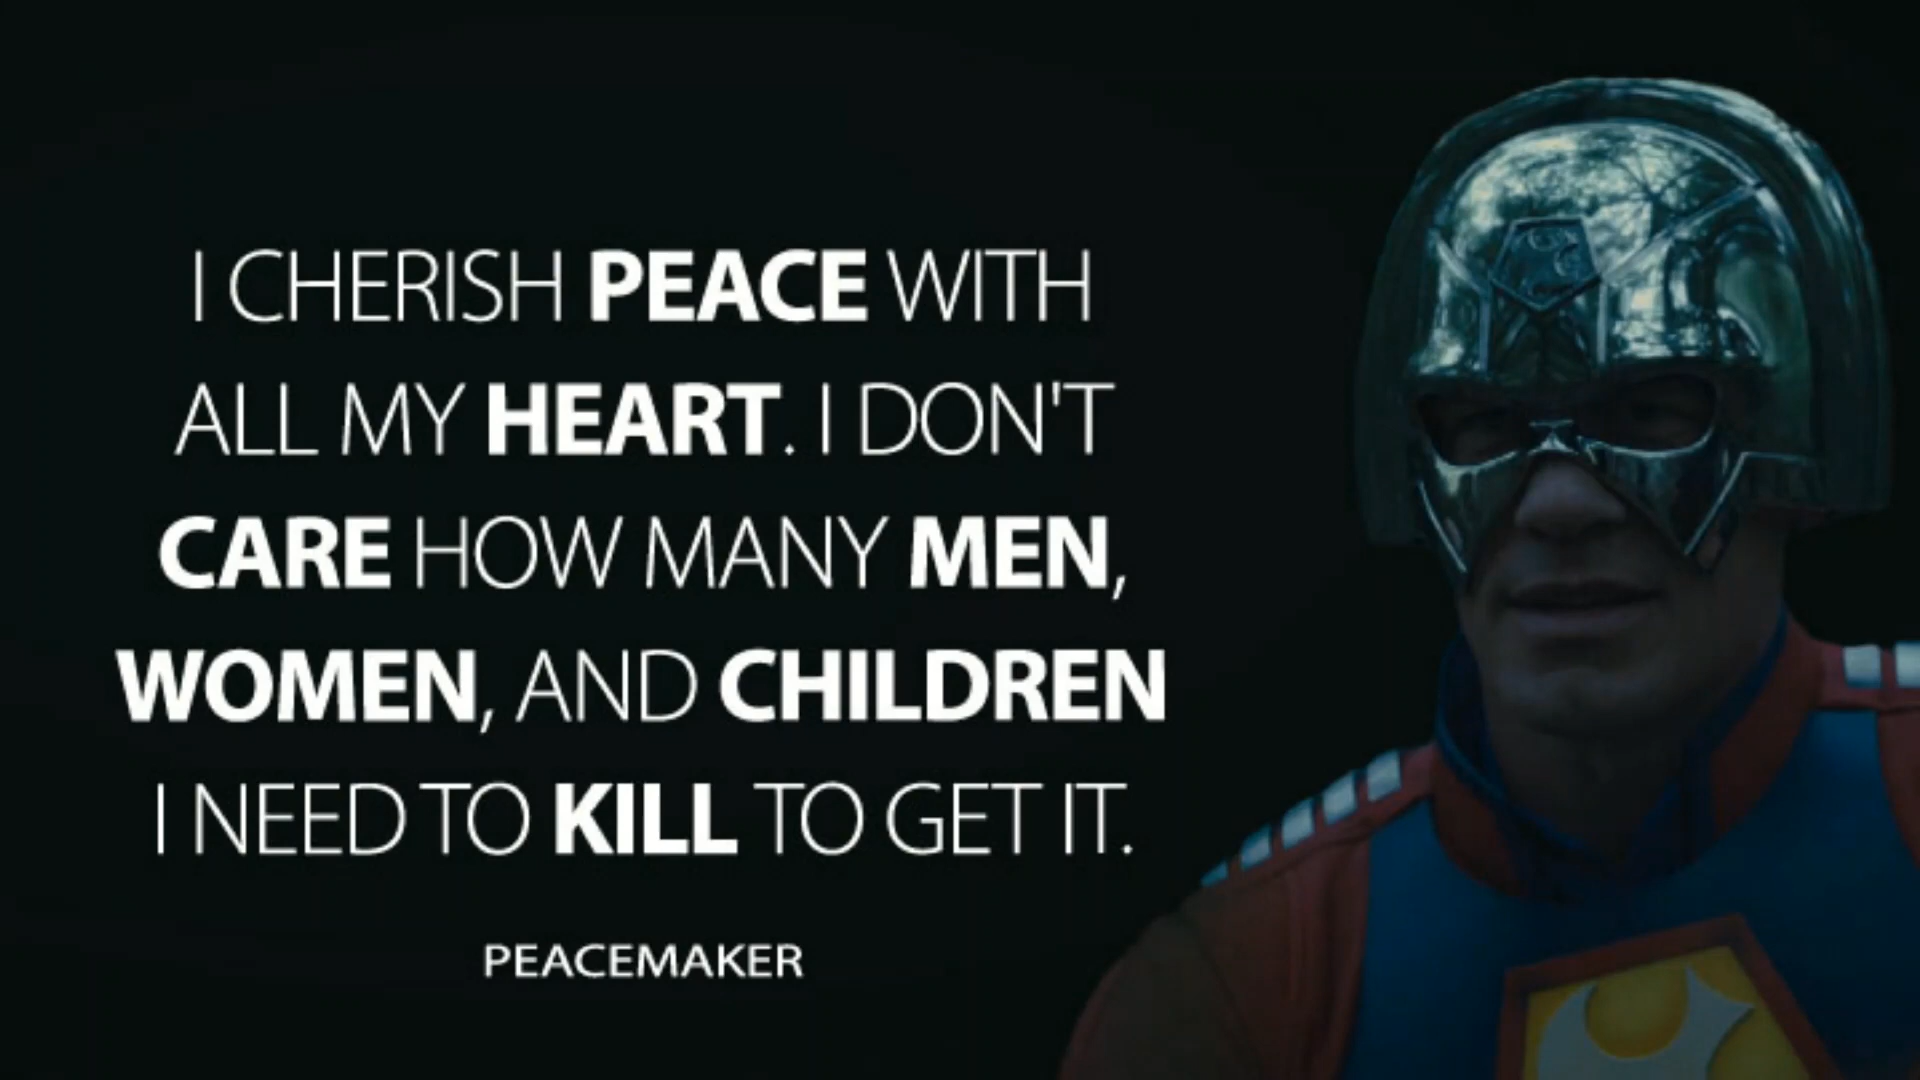 I CHERISH PEACE WITH
ALL MY HEART. I DON'T
CARE HOW MANY MEN,
WOMEN, AND CHILDREN
I NEED TO KILL TO GET IT.
PEACEMAKER